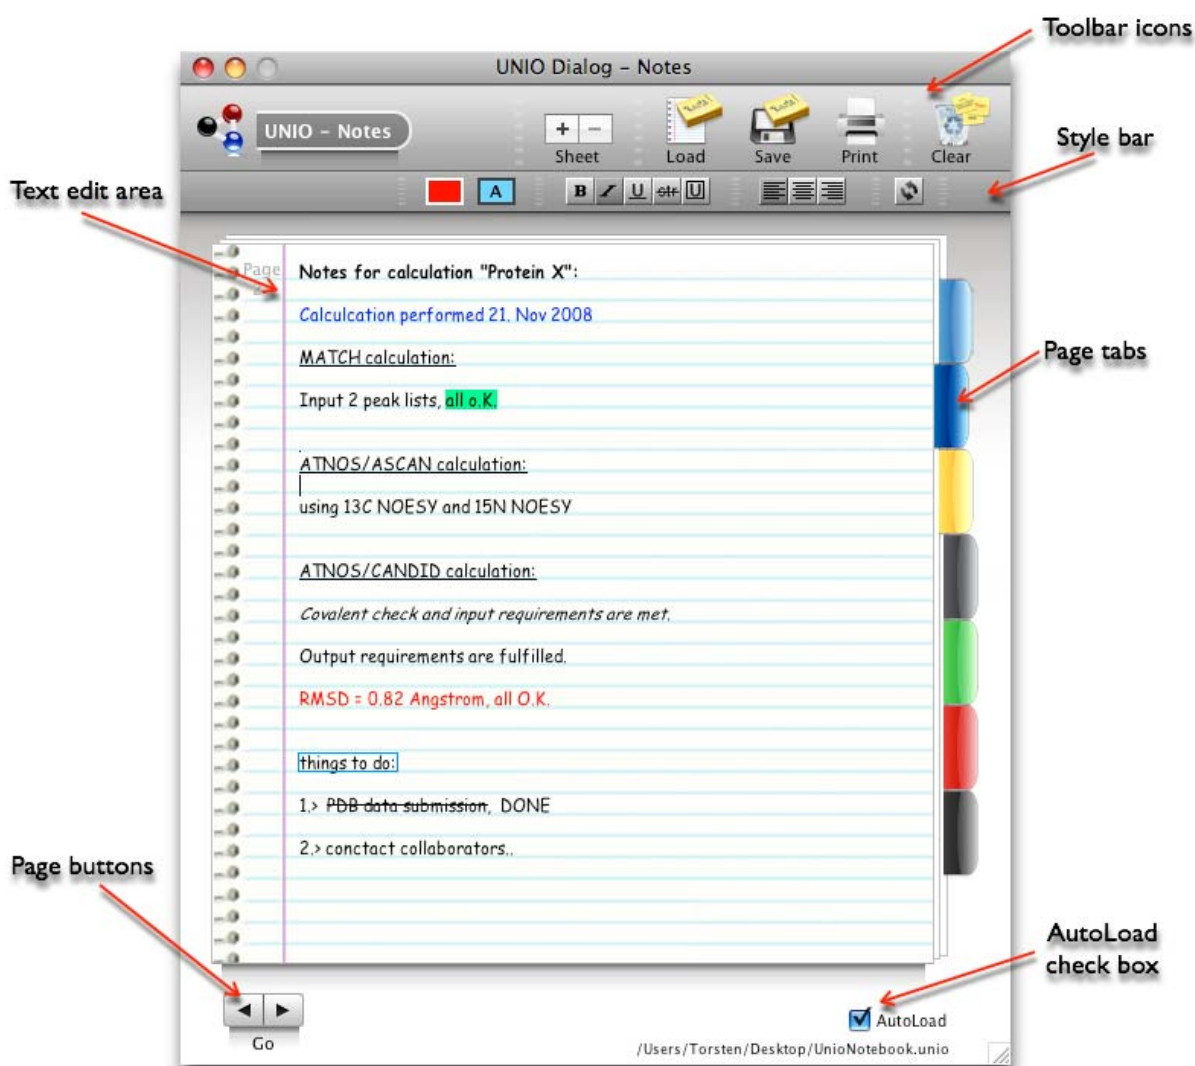 Toolbar icons
UNIO Dialog – Notes
UNIO – Notes
+ –
Sheet Load Save Print Clear
Style bar
Text edit area
A B I U str U
Page
Notes for calculation "Protein X":
Calculcation performed 21. Nov 2008
MATCH calculation:
Page tabs
Input 2 peak lists, all o.K.
ATNOS/ASCAN calculation:
using 13C NOESY and 15N NOESY
ATNOS/CANDID calculation:
Covalent check and input requirements are met.
Output requirements are fulfilled.
RMSD = 0.82 Angstrom, all O.K.
things to do:
1.> PDB data submission, DONE
2.> conctact collaborators..
Page buttons
AutoLoad
check box
Go
AutoLoad
/Users/Torsten/Desktop/UnioNotebook.unio